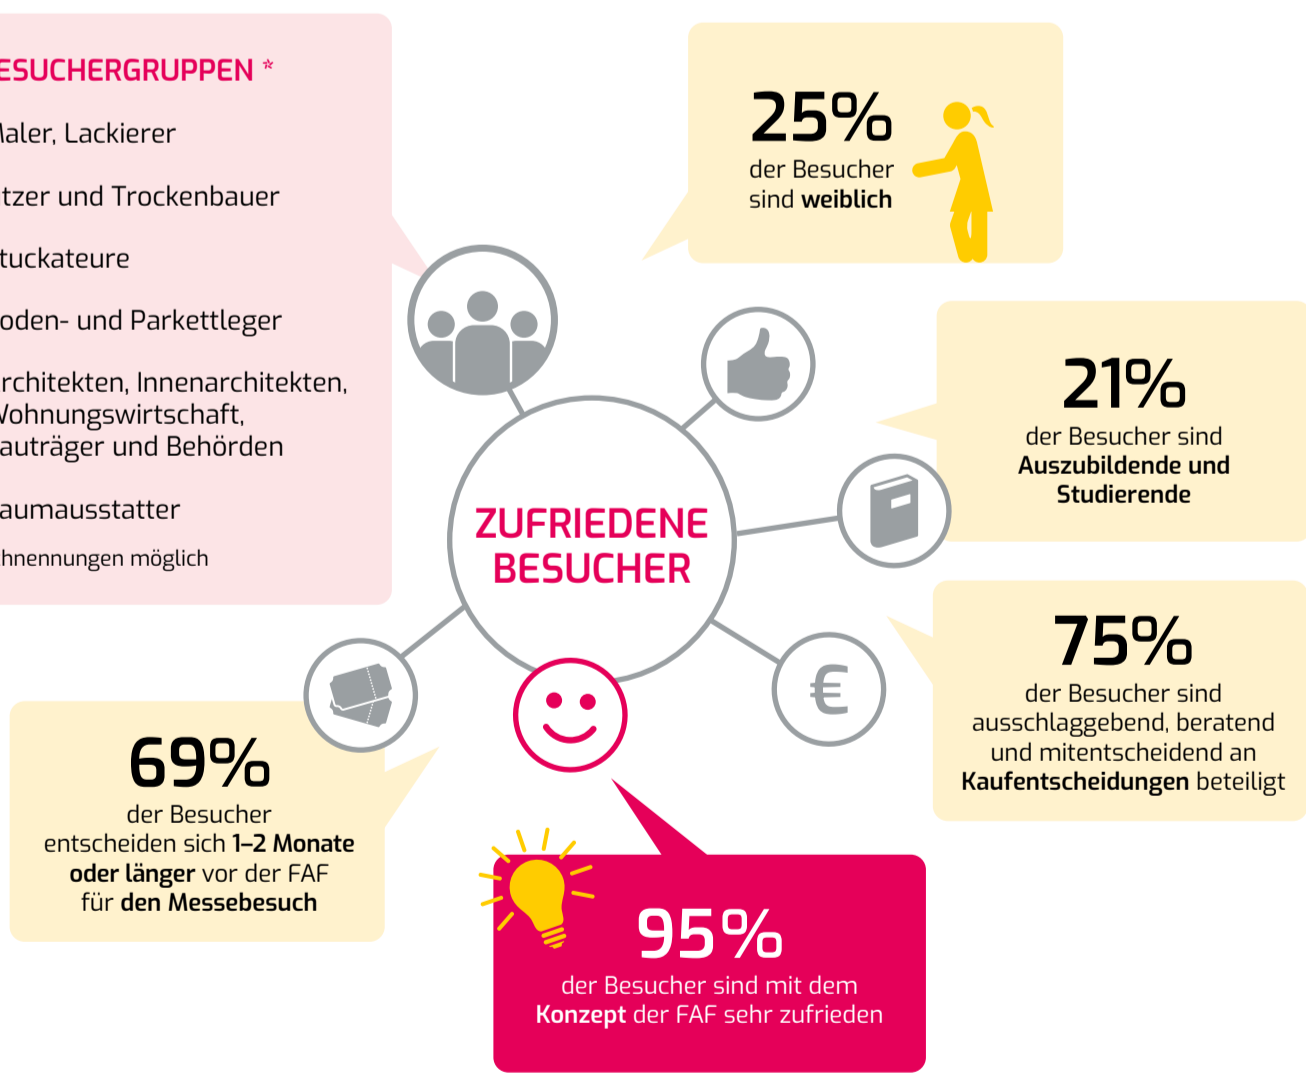 ESUCHERGRUPPEN *
aler, Lackierer
tzer und Trockenbauer
tuckateure
oden- und Parkettleger
rchitekten, Innenarchitekten,
Wohnungswirtschaft,
auträger und Behörden
aumausstatter
hnennungen möglich
25%
der Besucher
sind weiblich
21%
der Besucher sind
Auszubildende und
Studierende
ZUFRIEDENE
BESUCHER
€
75%
der Besucher sind
ausschlaggebend, beratend
und mitentscheidend an
Kaufentscheidungen beteiligt
69%
der Besucher
entscheiden sich 1–2 Monate
oder länger vor der FAF
für den Messebesuch
95%
der Besucher sind mit dem
Konzept der FAF sehr zufrieden